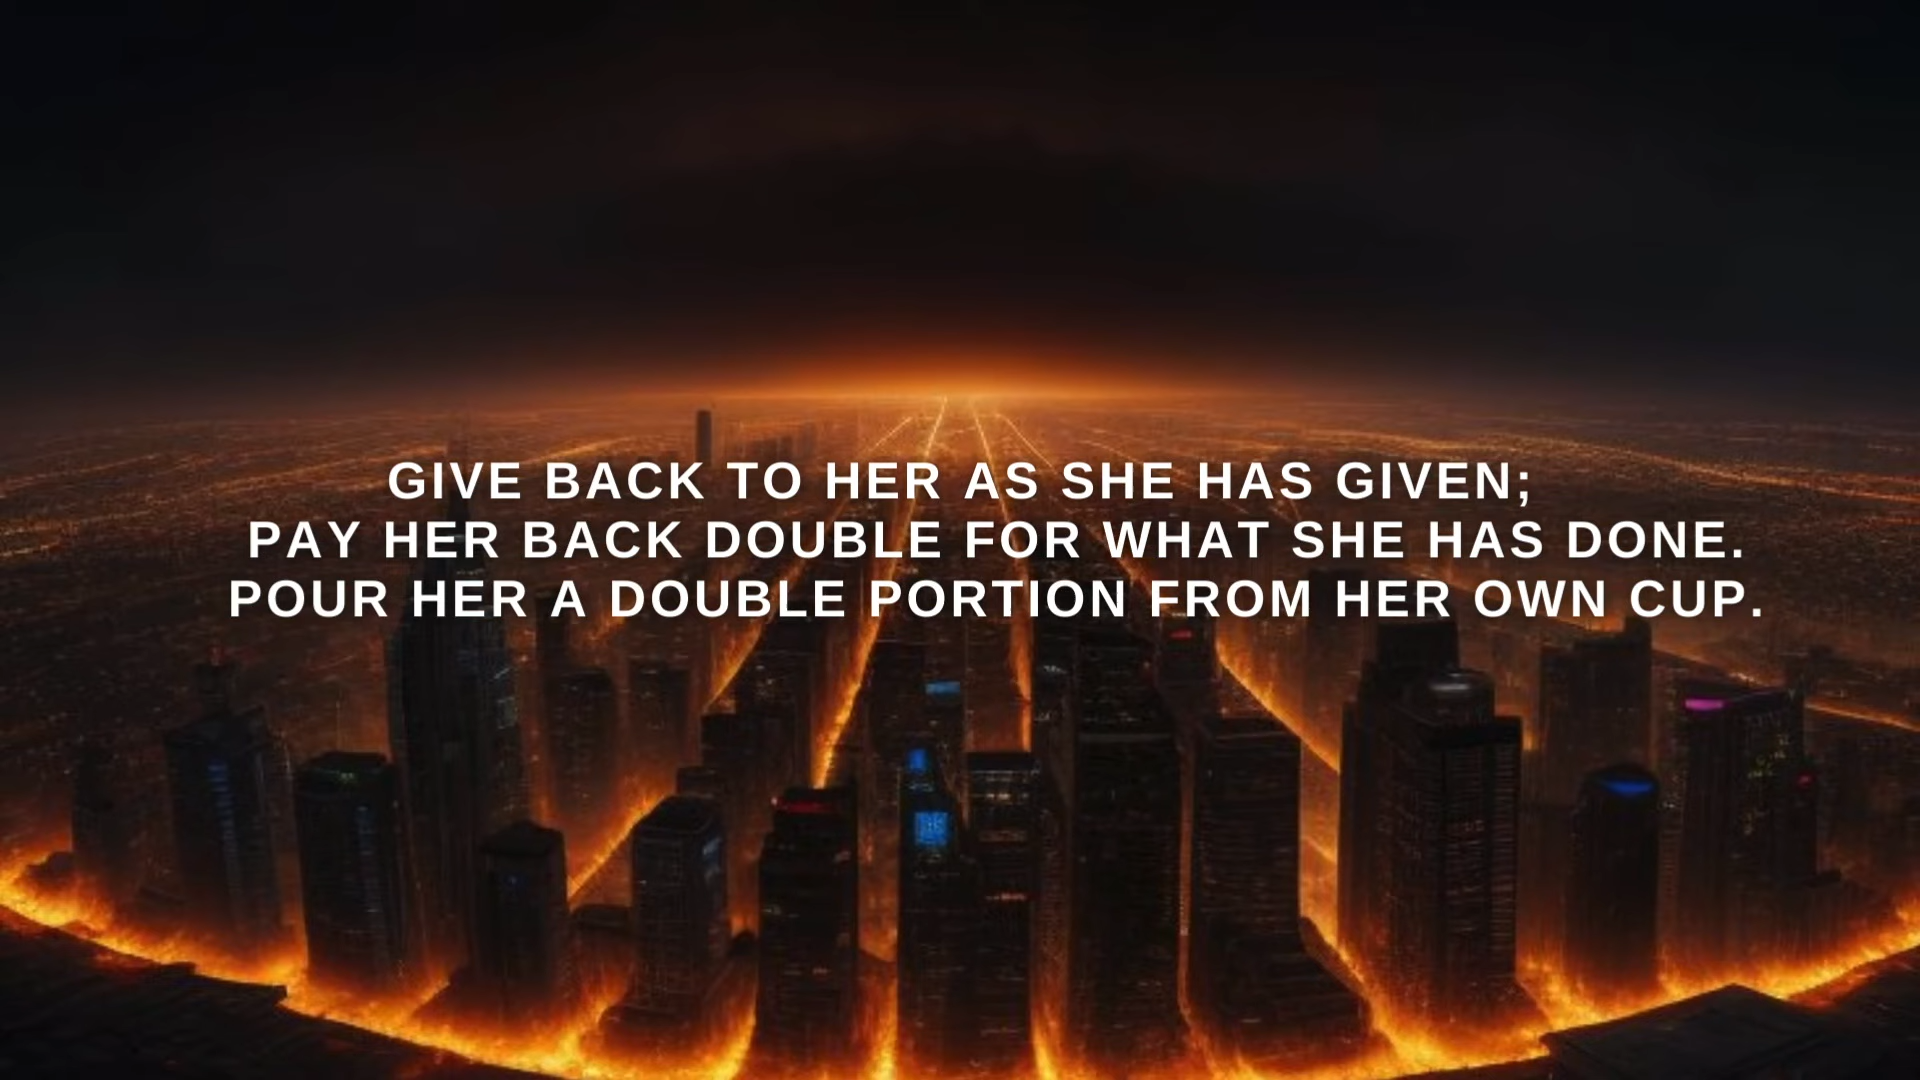 GIVE BACK TO HER AS SHE HAS GIVEN;
PAY HER BACK DOUBLE FOR WHAT SHE HAS DONE.
POUR HER A DOUBLE PORTION FROM HER OWN CUP.